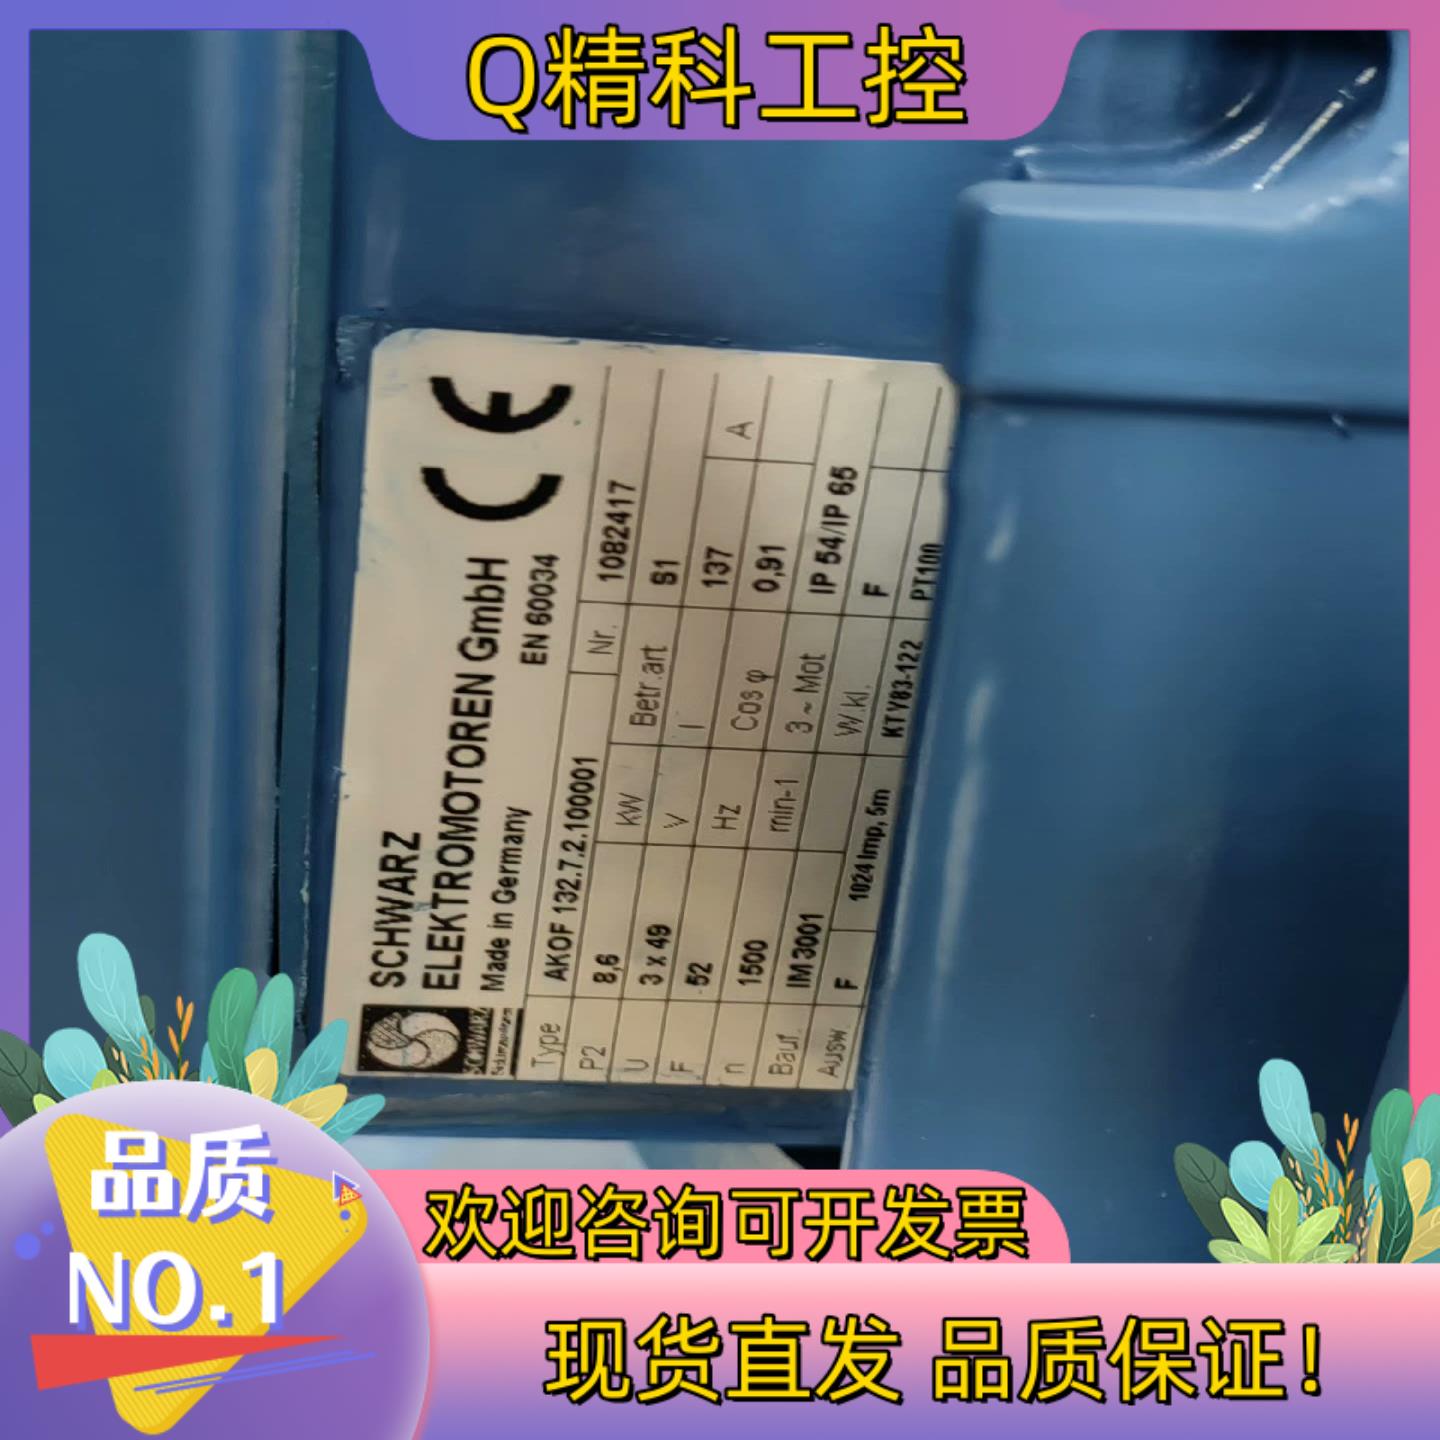 Q精科工控
SCHWARZ
ELEKTROMOTOREN GmbH
Made in Germany EN 60034
CE
SCHWARZ
Type AKOF 132.7.2.100001 Nr. 1082417
P2 8,6 kW Betr.art S1
U 3 x 49 V I 137 A
F 52 Hz Cos φ 0,91
n 1500 min-1 3 ~ Mot IP 54/IP 65
Bauf. IM 3001 W.kl. F
Ausw. F 1024 Imp, 5m KTY83-122 PT100
品质
NO.1
欢迎咨询可开发票
现货直发 品质保证!